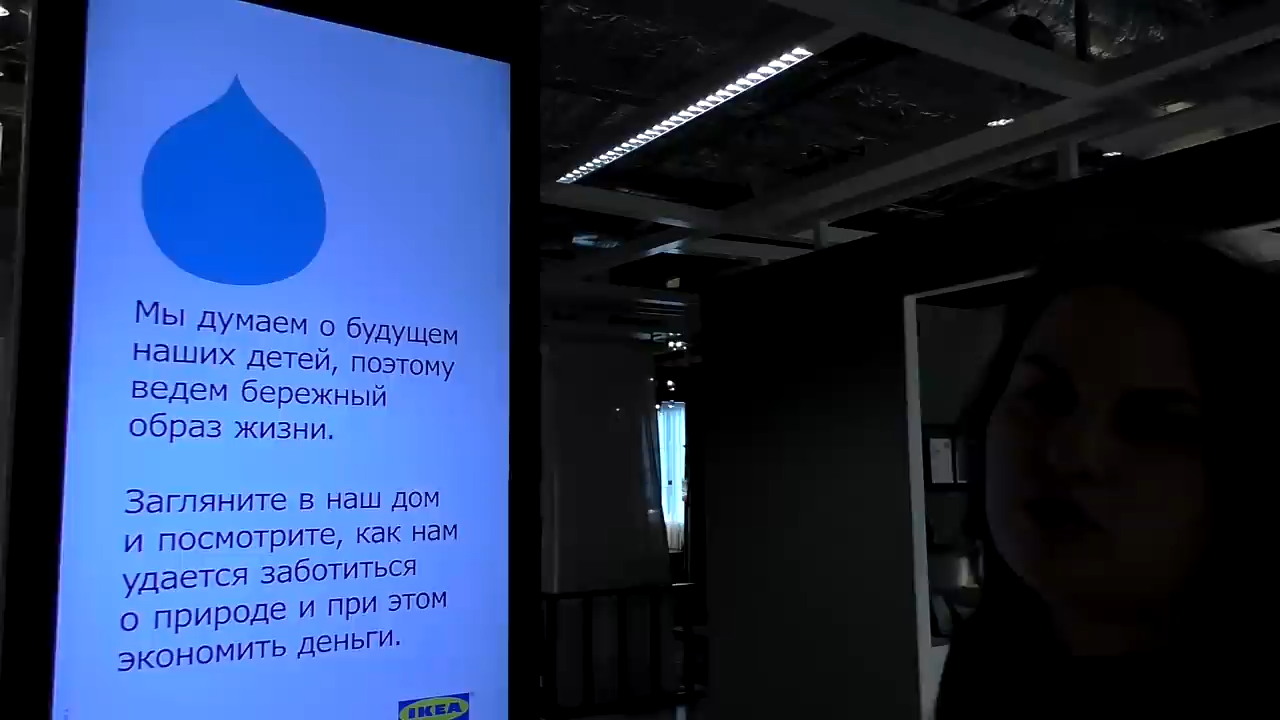 Мы думаем о будущем
наших детей, поэтому
ведем бережный
образ жизни.
Загляните в наш дом
и посмотрите, как нам
удается заботиться
о природе и при этом
экономить деньги.
IKEA